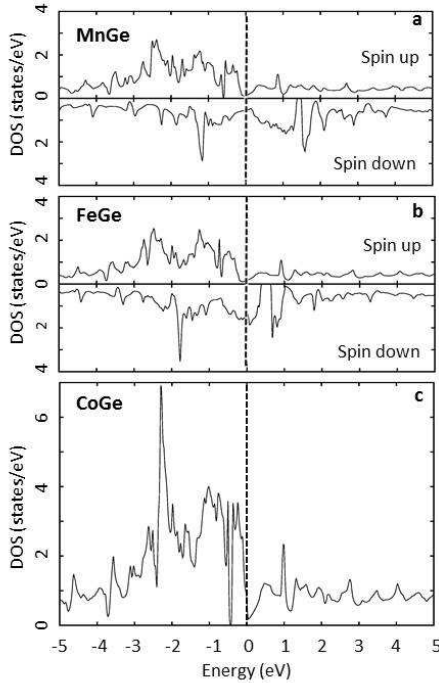 4
MnGe
a
Spin up
2
0
DOS (states/eV)
2
Spin down
4
4
FeGe
b
Spin up
2
0
DOS (states/eV)
2
Spin down
4
CoGe
c
6
4
DOS (states/eV)
2
0
-5 -4 -3 -2 -1 0 1 2 3 4 5
Energy (eV)